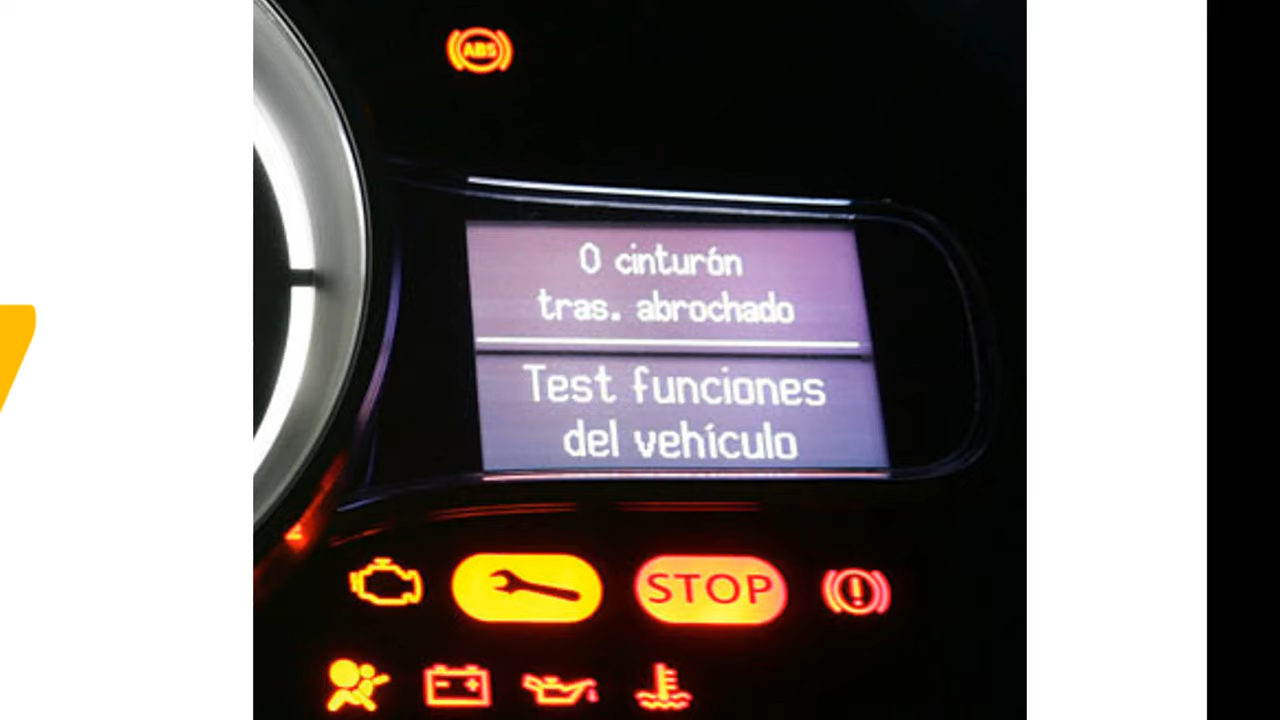 ABS
0 cinturón
tras. abrochado
Test funciones
del vehículo
STOP